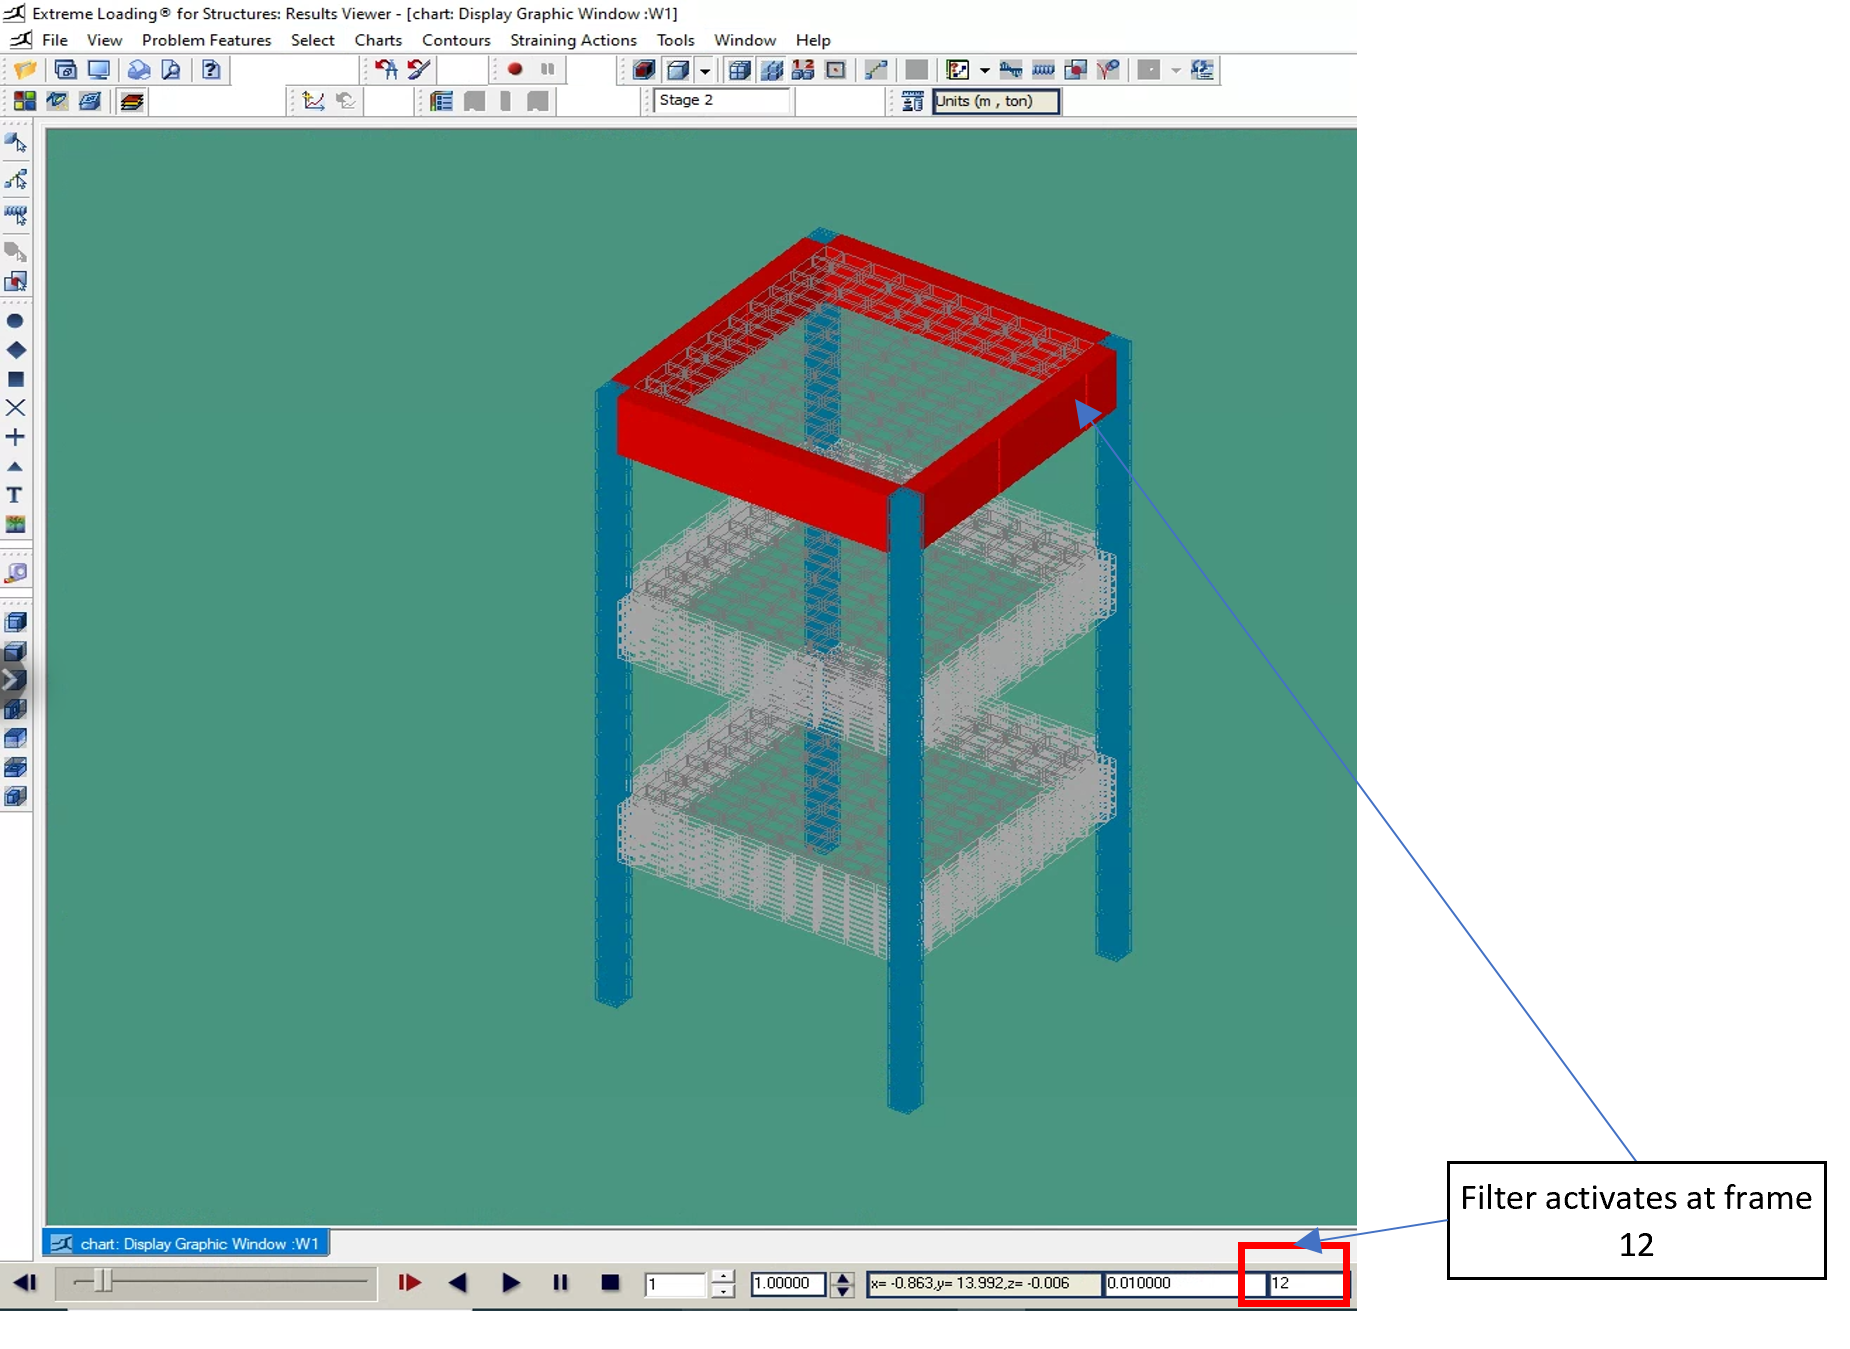 Extreme Loading® for Structures: Results Viewer - [chart: Display Graphic Window :W1]
File View Problem Features Select Charts Contours Straining Actions Tools Window Help
Stage 2
Units (m , ton)
T
Filter activates at frame
12
chart: Display Graphic Window :W1
1
1.00000
x= -0.863,y= 13.992,z= -0.006
0.010000
12